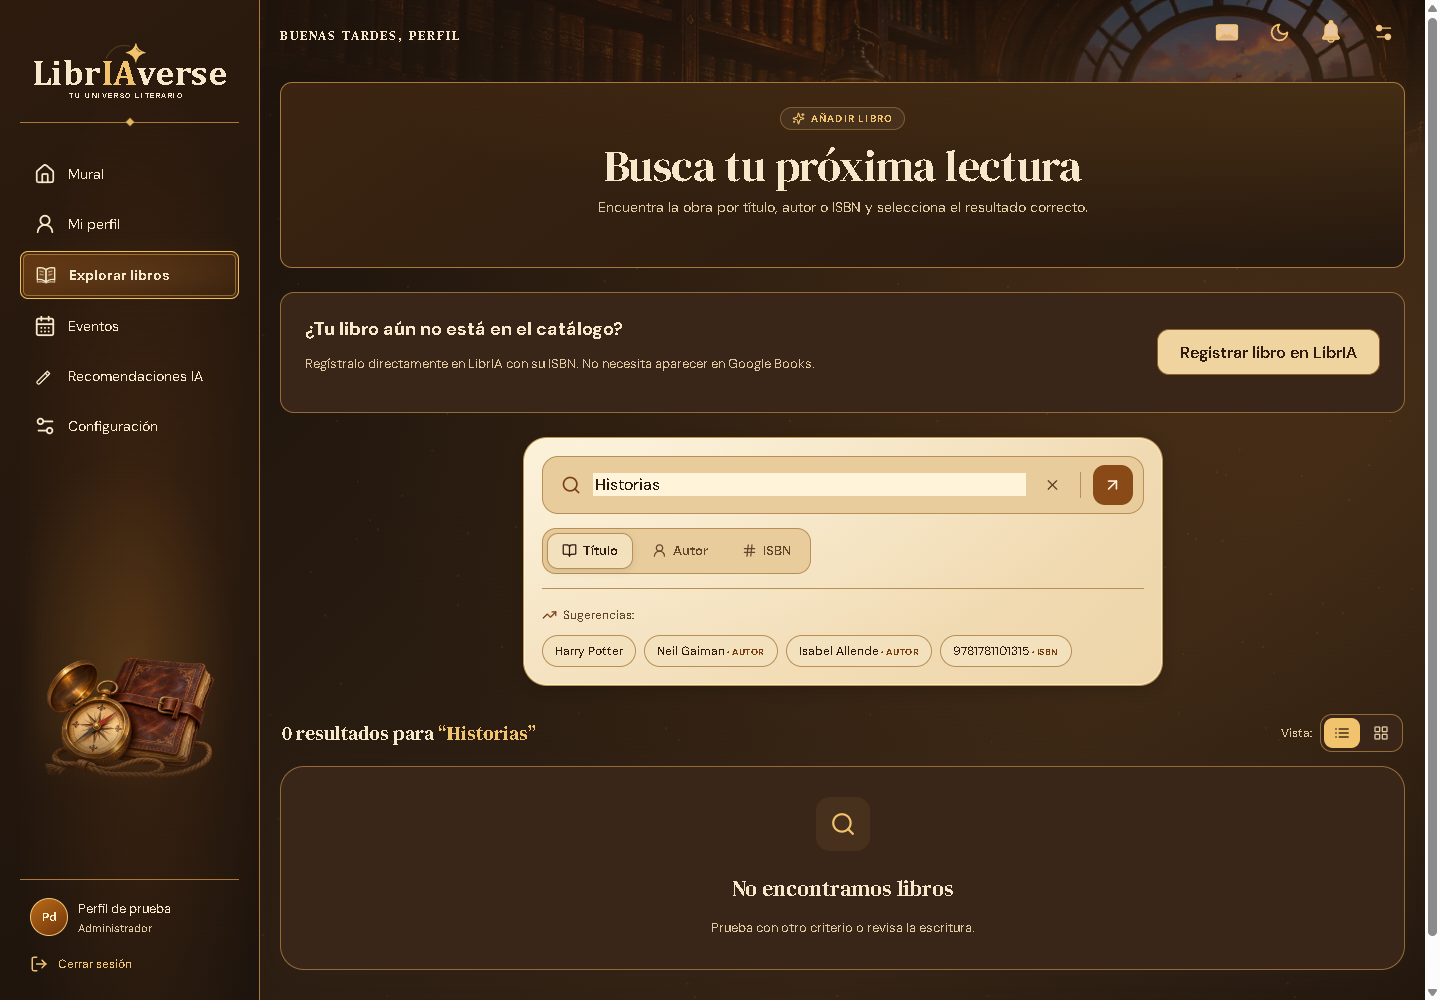 LibrIAverse
TU UNIVERSO LITERARIO
Mural
Mi perfil
Explorar libros
Eventos
Recomendaciones IA
Configuración
Pd
Perfil de prueba
Administrador
Cerrar sesión
BUENAS TARDES, PERFIL
AÑADIR LIBRO
Busca tu próxima lectura
Encuentra la obra por título, autor o ISBN y selecciona el resultado correcto.
¿Tu libro aún no está en el catálogo?
Regístralo directamente en LibrIA con su ISBN. No necesita aparecer en Google Books.
Registrar libro en LibrIA
Historias
Título Autor ISBN
Sugerencias:
Harry Potter Neil Gaiman · AUTOR Isabel Allende · AUTOR 9781781101315 · ISBN
0 resultados para “Historias”
Vista:
No encontramos libros
Prueba con otro criterio o revisa la escritura.